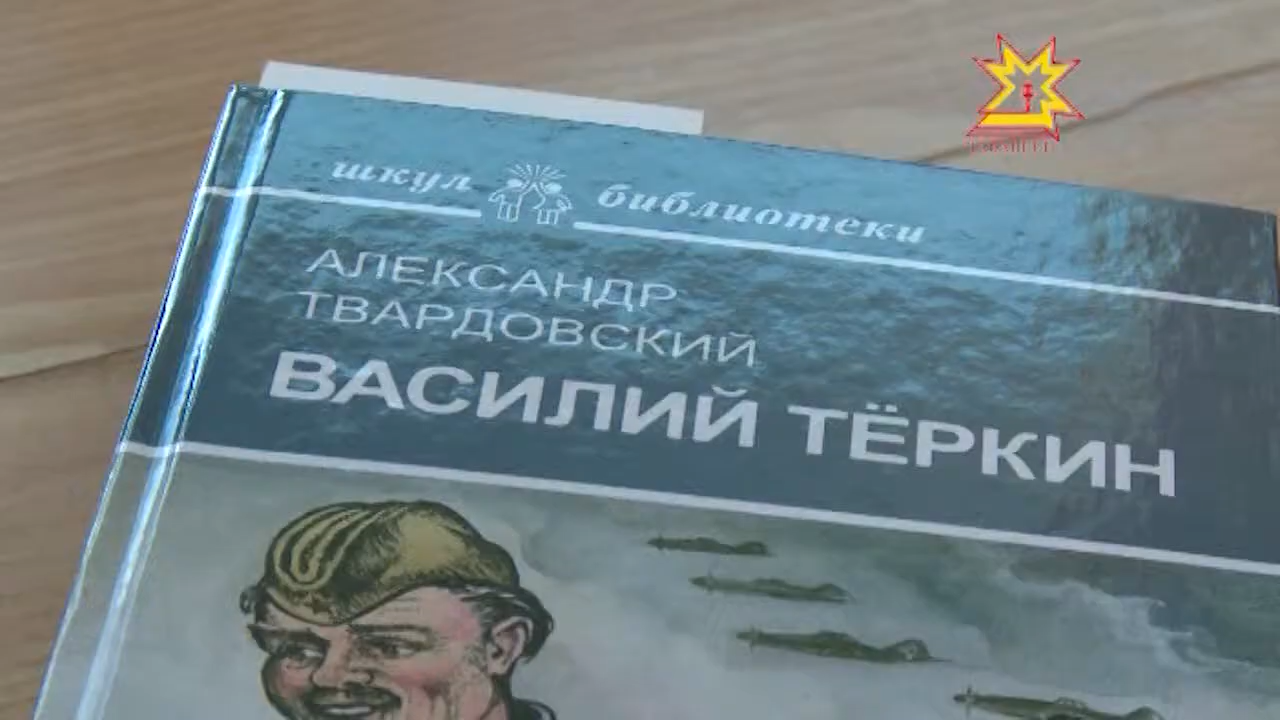 шкул библиотеки
АЛЕКСАНДР
ТВАРДОВСКИЙ
ВАСИЛИЙ ТЁРКИН